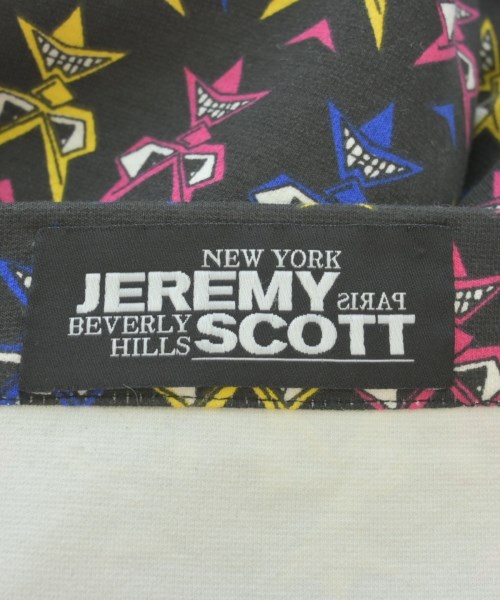 NEW YORK
JEREMY PARIS
BEVERLY HILLS SCOTT